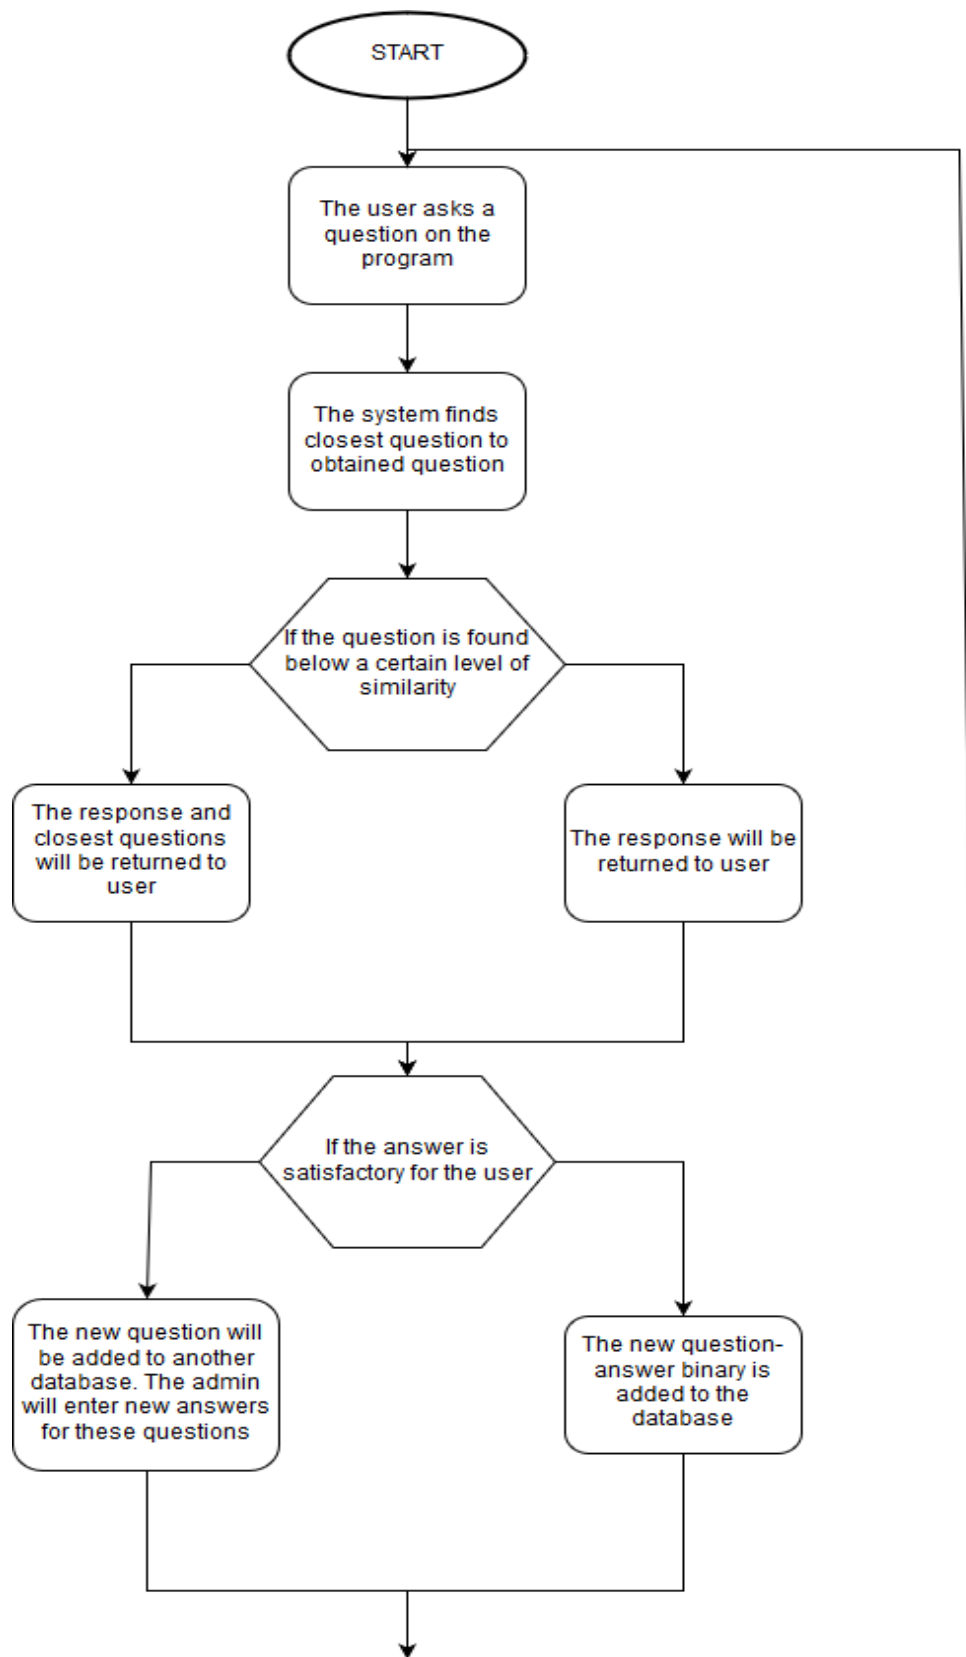 START
The user asks a
question on the
program
The system finds
closest question to
obtained question
If the question is found
below a certain level of
similarity
The response and
closest questions
will be returned to
user
The response will be
returned to user
If the answer is
satisfactory for the user
The new question will
be added to another
database. The admin
will enter new answers
for these questions
The new question-
answer binary is
added to the
database